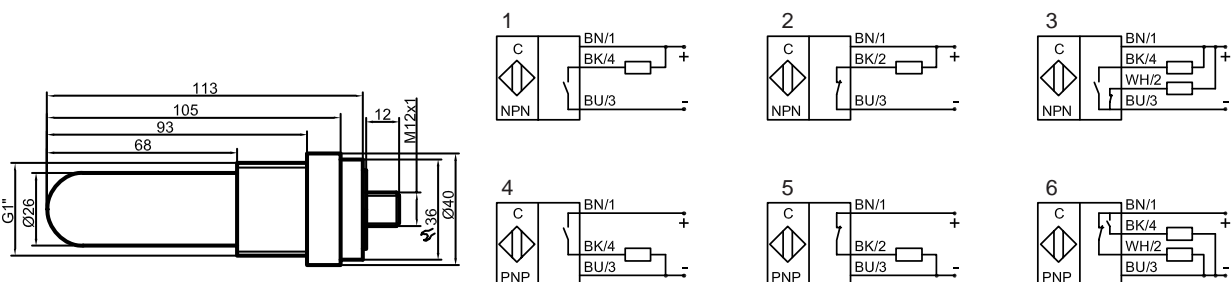 113
105
93
68
12
M12x1
G1"
Ø26
36
Ø40
1
C
NPN
BN/1
BK/4
BU/3
+
-
2
C
NPN
BN/1
BK/2
BU/3
+
-
3
C
NPN
BN/1
BK/4
WH/2
BU/3
+
-
4
C
PNP
BN/1
BK/4
BU/3
+
-
5
C
PNP
BN/1
BK/2
BU/3
+
-
6
C
PNP
BN/1
BK/4
WH/2
BU/3
+
-